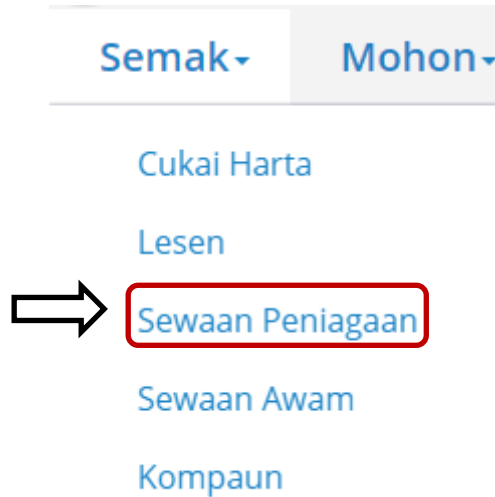 Semak Mohon
Cukai Harta
Lesen
Sewaan Peniagaan
Sewaan Awam
Kompaun